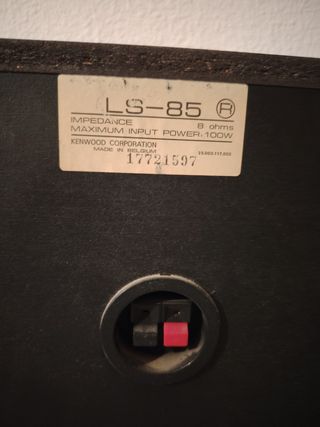 LS-85 R
IMPEDANCE 8 ohms
MAXIMUM INPUT POWER:100W
KENWOOD CORPORATION
MADE IN BELGIUM
17721597